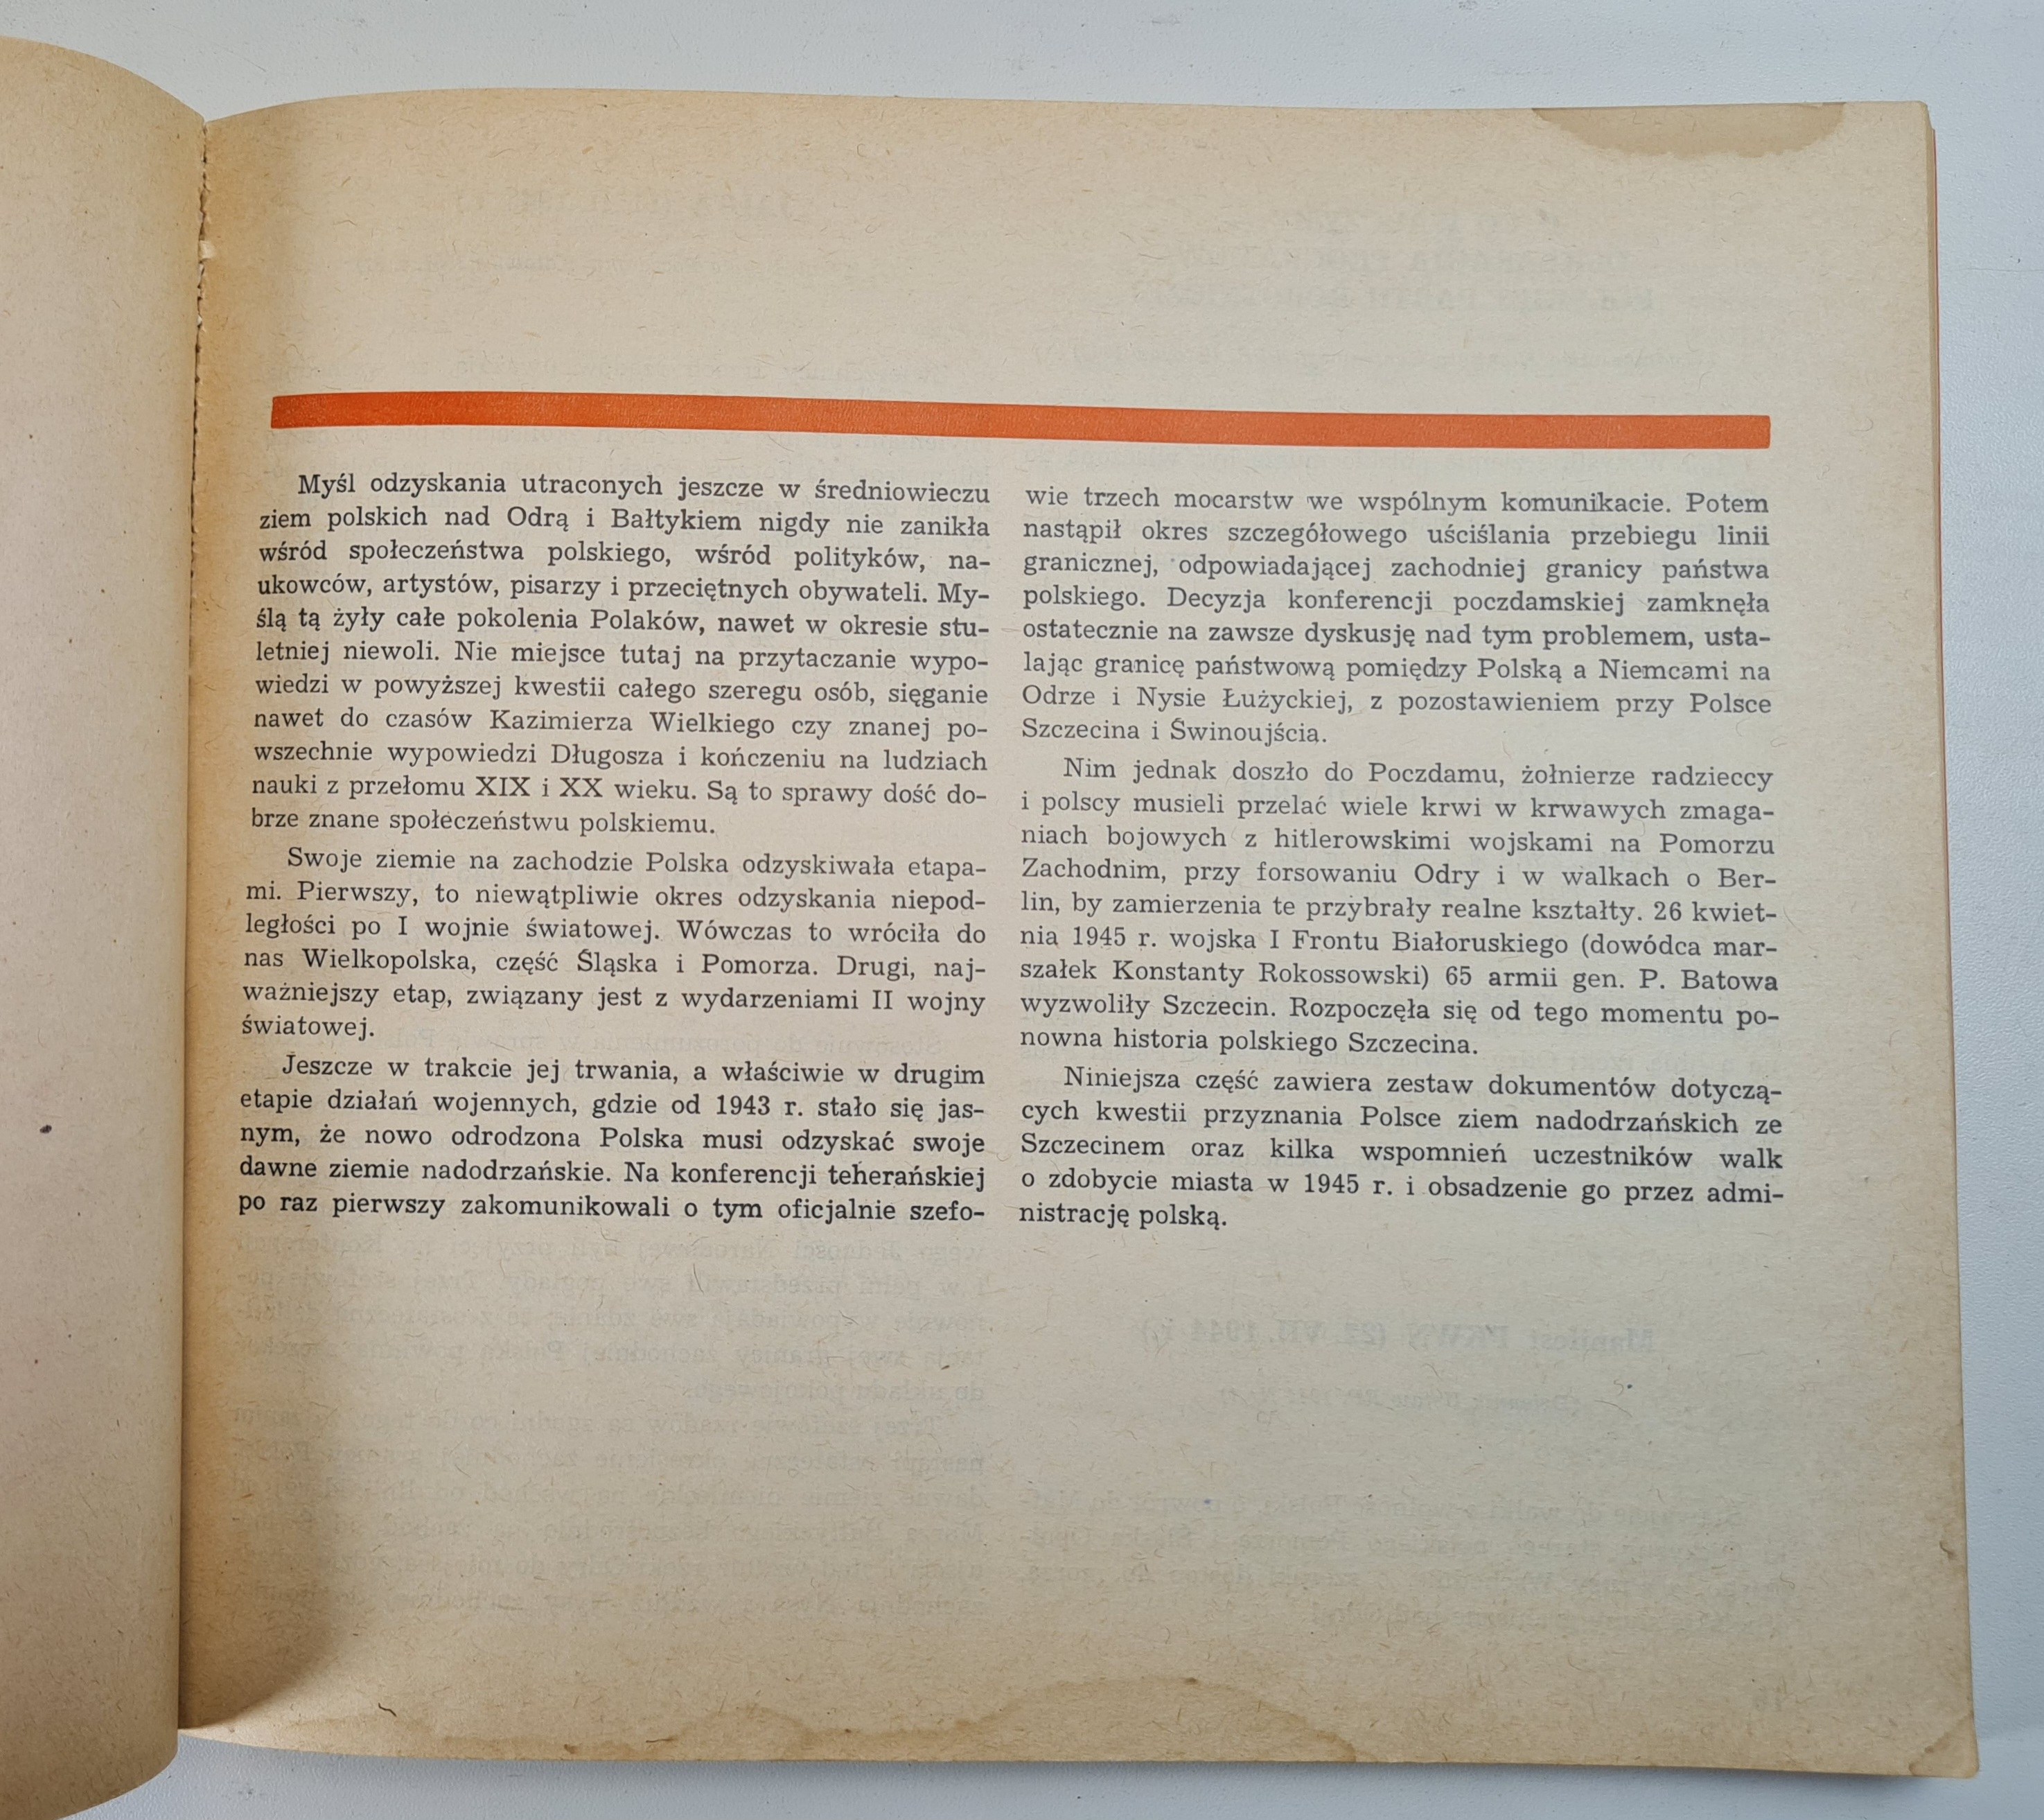 Myśl odzyskania utraconych jeszcze w średniowieczu
ziem polskich nad Odrą i Bałtykiem nigdy nie zanikła
wśród społeczeństwa polskiego, wśród polityków, na-
ukowców, artystów, pisarzy i przeciętnych obywateli. My-
ślą tą żyły całe pokolenia Polaków, nawet w okresie stu-
letniej niewoli. Nie miejsce tutaj na przytaczanie wypo-
wiedzi w powyższej kwestii całego szeregu osób, sięganie
nawet do czasów Kazimierza Wielkiego czy znanej po-
wszechnie wypowiedzi Długosza i kończeniu na ludziach
nauki z przełomu XIX i XX wieku. Są to sprawy dość do-
brze znane społeczeństwu polskiemu.
Swoje ziemie na zachodzie Polska odzyskiwała etapa-
mi. Pierwszy, to niewątpliwie okres odzyskania niepod-
ległości po I wojnie światowej. Wówczas to wróciła do
nas Wielkopolska, część Śląska i Pomorza. Drugi, naj-
ważniejszy etap, związany jest z wydarzeniami II wojny
światowej.
Jeszcze w trakcie jej trwania, a właściwie w drugim
etapie działań wojennych, gdzie od 1943 r. stało się jas-
nym, że nowo odrodzona Polska musi odzyskać swoje
dawne ziemie nadodrzańskie. Na konferencji teherańskiej
po raz pierwszy zakomunikowali o tym oficjalnie szefo-
wie trzech mocarstw we wspólnym komunikacie. Potem
nastąpił okres szczegółowego uściślania przebiegu linii
granicznej, odpowiadającej zachodniej granicy państwa
polskiego. Decyzja konferencji poczdamskiej zamknęła
ostatecznie na zawsze dyskusję nad tym problemem, usta-
lając granicę państwową pomiędzy Polską a Niemcami na
Odrze i Nysie Łużyckiej, z pozostawieniem przy Polsce
Szczecina i Świnoujścia.
Nim jednak doszło do Poczdamu, żołnierze radzieccy
i polscy musieli przelać wiele krwi w krwawych zmaga-
niach bojowych z hitlerowskimi wojskami na Pomorzu
Zachodnim, przy forsowaniu Odry i w walkach o Ber-
lin, by zamierzenia te przybrały realne kształty. 26 kwiet-
nia 1945 r. wojska I Frontu Białoruskiego (dowódca mar-
szałek Konstanty Rokossowski) 65 armii gen. P. Batowa
wyzwoliły Szczecin. Rozpoczęła się od tego momentu po-
nowna historia polskiego Szczecina.
Niniejsza część zawiera zestaw dokumentów dotyczą-
cych kwestii przyznania Polsce ziem nadodrzańskich ze
Szczecinem oraz kilka wspomnień uczestników walk
o zdobycie miasta w 1945 r. i obsadzenie go przez admi-
nistrację polską.